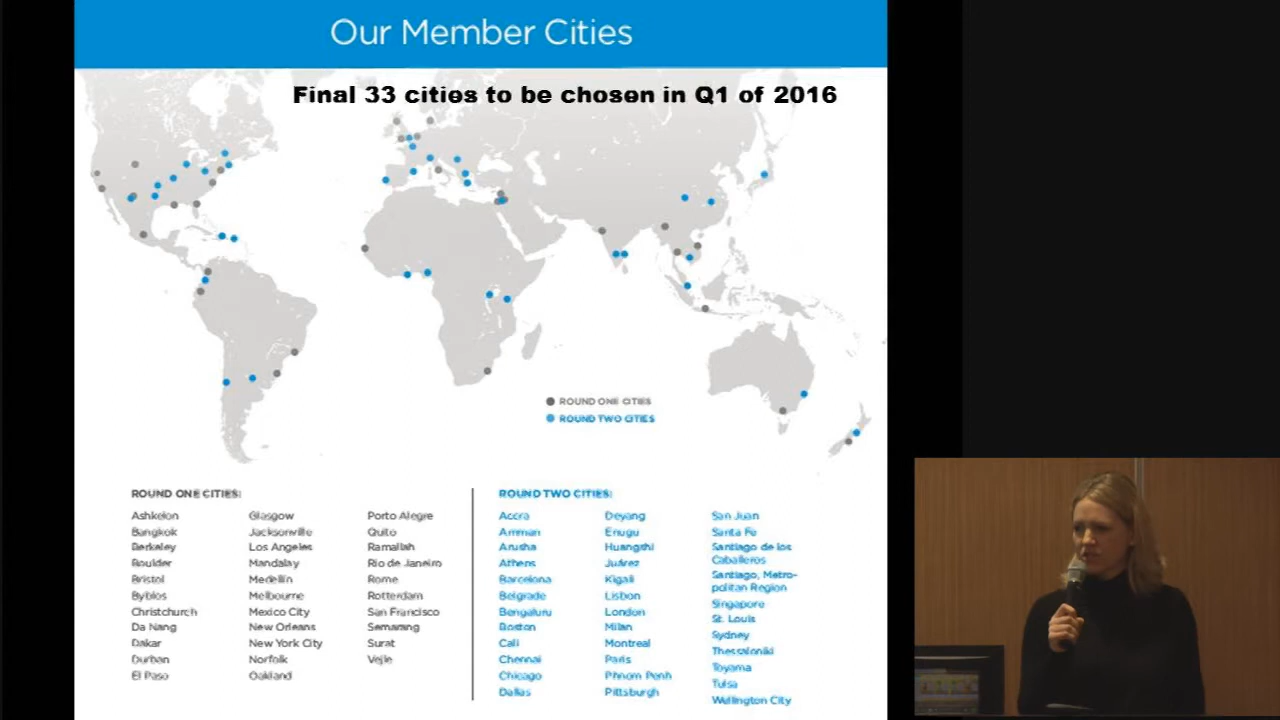 Our Member Cities
Final 33 cities to be chosen in Q1 of 2016
ROUND ONE CITIES
ROUND TWO CITIES
ROUND ONE CITIES:
Ashkelon
Bangkok
Berkeley
Boulder
Bristol
Byblos
Christchurch
Da Nang
Dakar
Durban
El Paso
Glasgow
Jacksonville
Los Angeles
Mandalay
Medellín
Melbourne
Mexico City
New Orleans
New York City
Norfolk
Oakland
Porto Alegre
Quito
Ramallah
Rio de Janeiro
Rome
Rotterdam
San Francisco
Semarang
Surat
Vejle
ROUND TWO CITIES:
Accra
Amman
Arusha
Athens
Barcelona
Belgrade
Bengaluru
Boston
Cali
Chennai
Chicago
Dallas
Deyang
Enugu
Huangshi
Juárez
Kigali
Lisbon
London
Milan
Montreal
Paris
Phnom Penh
Pittsburgh
San Juan
Santa Fe
Santiago de los
Caballeros
Santiago, Metro-
politan Region
Singapore
St. Louis
Sydney
Thessaloniki
Toyama
Tulsa
Wellington City